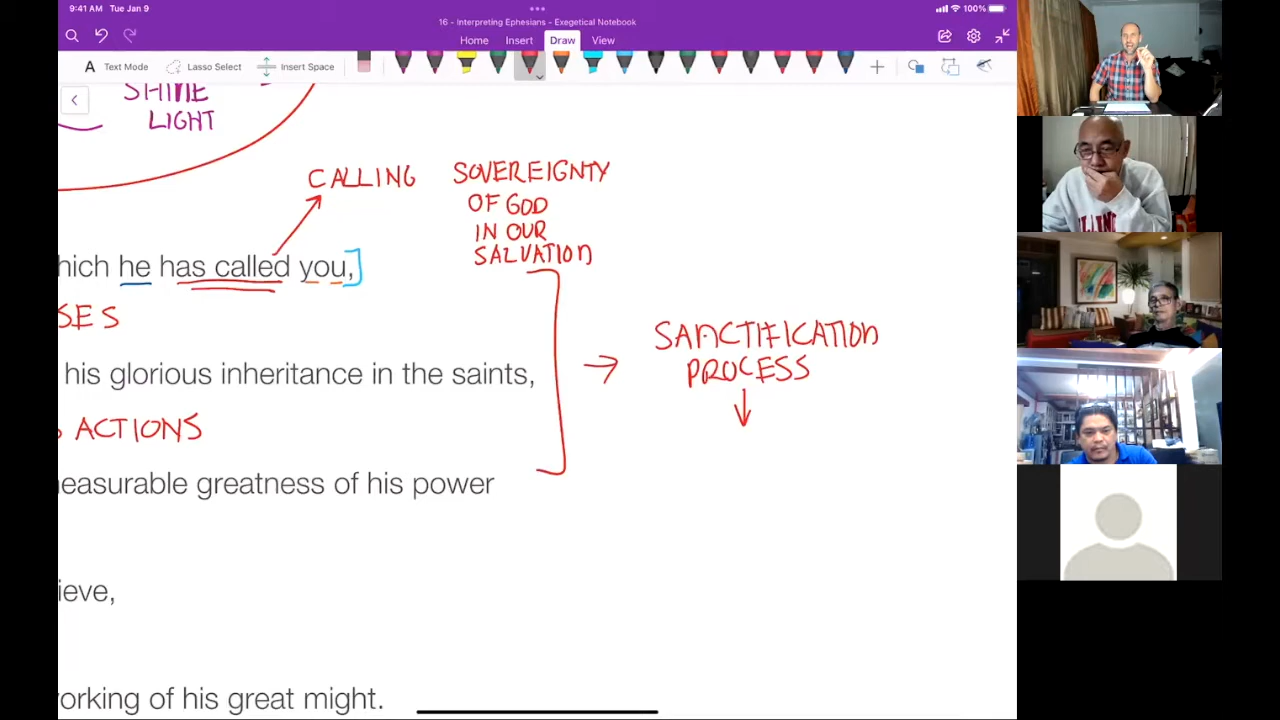 9:41 AM Tue Jan 9
100%
16 - Interpreting Ephesians - Exegetical Notebook
Home Insert Draw View
A Text Mode Lasso Select Insert Space
SHINE
LIGHT
CALLING
SOVEREIGNTY
OF GOD
IN OUR
SALVATION
hich he has called you,
SES
SANCTIFICATION
PROCESS
his glorious inheritance in the saints,
ACTIONS
measurable greatness of his power
ieve,
orking of his great might.